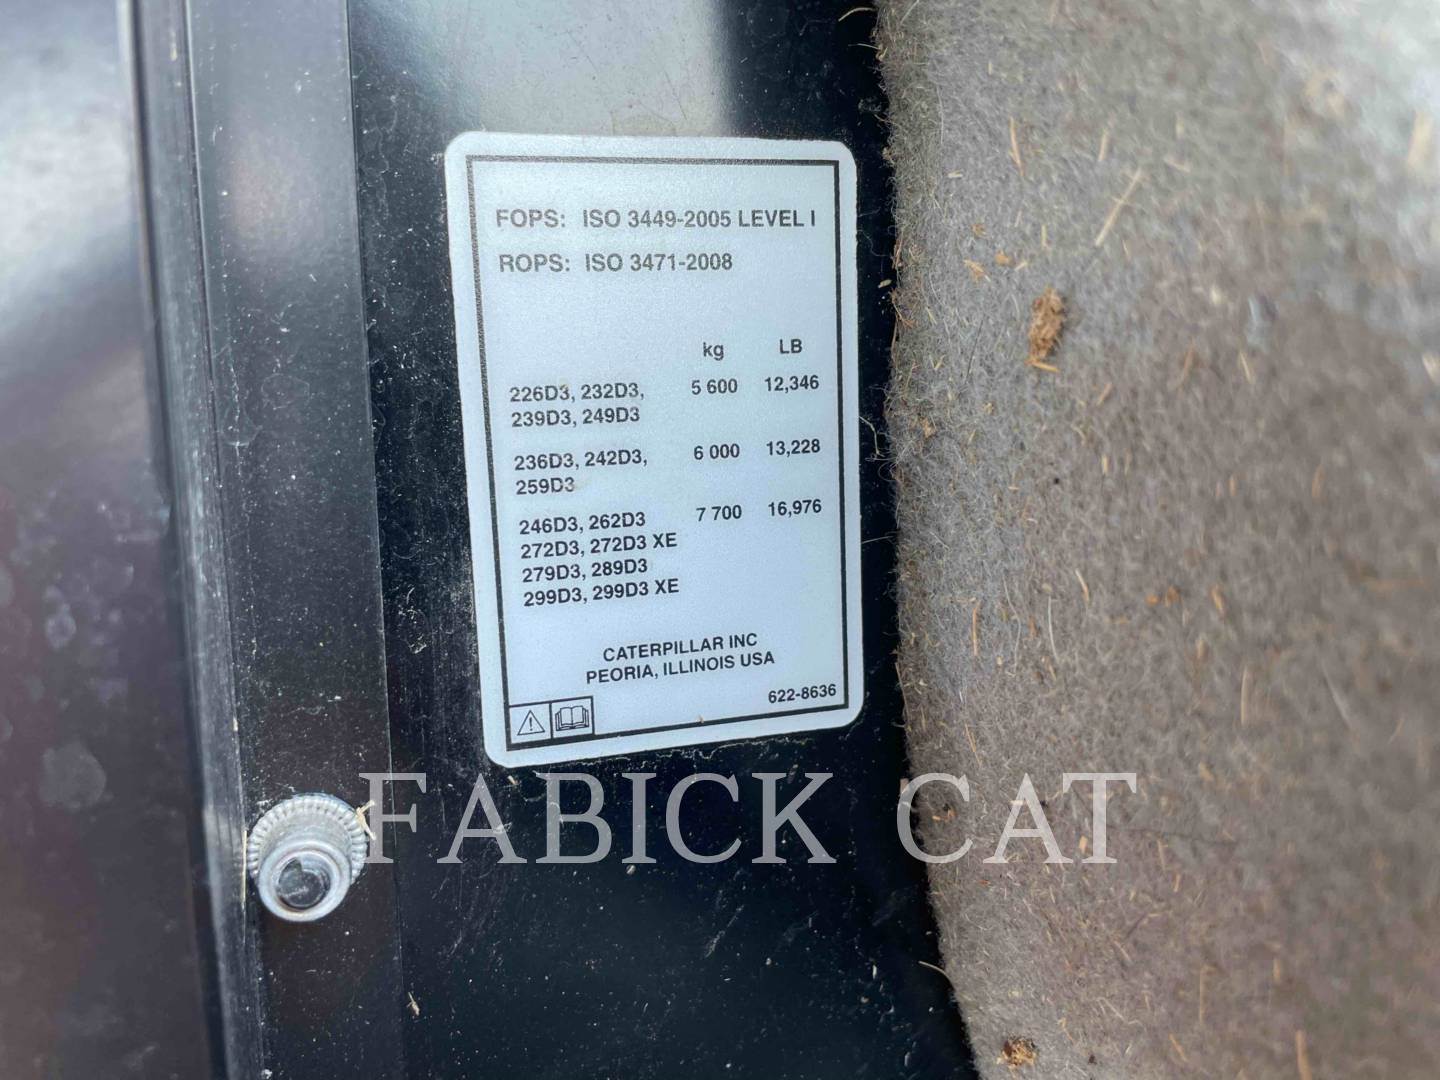 FOPS: ISO 3449-2005 LEVEL I
ROPS: ISO 3471-2008
kg LB
226D3, 232D3, 5 600 12,346
239D3, 249D3
236D3, 242D3, 6 000 13,228
259D3
246D3, 262D3 7 700 16,976
272D3, 272D3 XE
279D3, 289D3
299D3, 299D3 XE
CATERPILLAR INC
PEORIA, ILLINOIS USA
622-8636
FABICK CAT